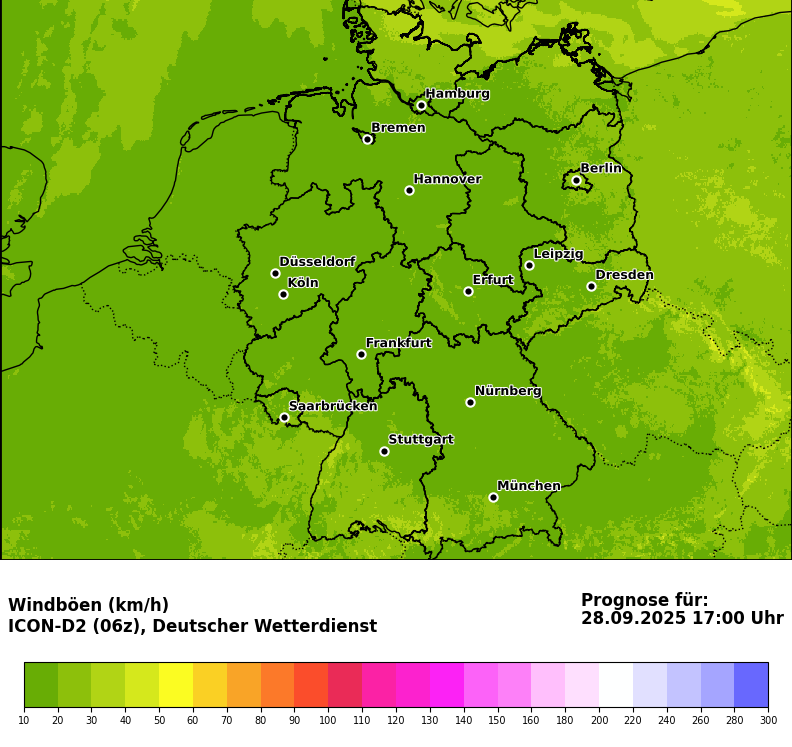 Hamburg
Bremen
Berlin
Hannover
Leipzig
Düsseldorf
Dresden
Köln
Erfurt
Frankfurt
Nürnberg
Saarbrücken
Stuttgart
München
Windböen (km/h)
ICON-D2 (06z), Deutscher Wetterdienst
Prognose für:
28.09.2025 17:00 Uhr
10 20 30 40 50 60 70 80 90 100 110 120 130 140 150 160 180 200 220 240 260 280 300